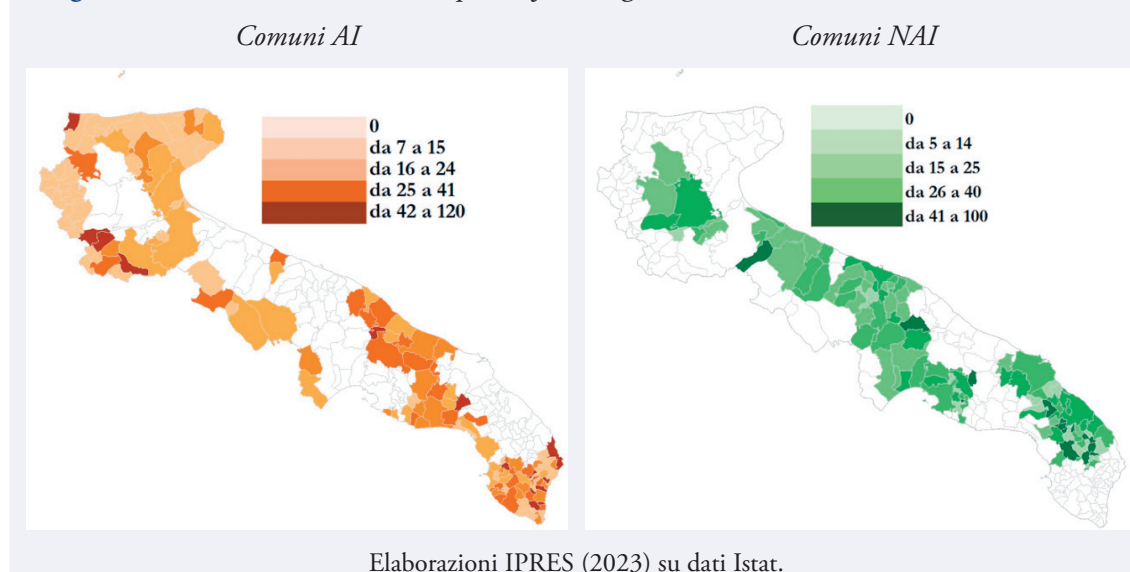 Comuni AI
Comuni NAI
0
da 7 a 15
da 16 a 24
da 25 a 41
da 42 a 120
0
da 5 a 14
da 15 a 25
da 26 a 40
da 41 a 100
Elaborazioni IPRES (2023) su dati Istat.